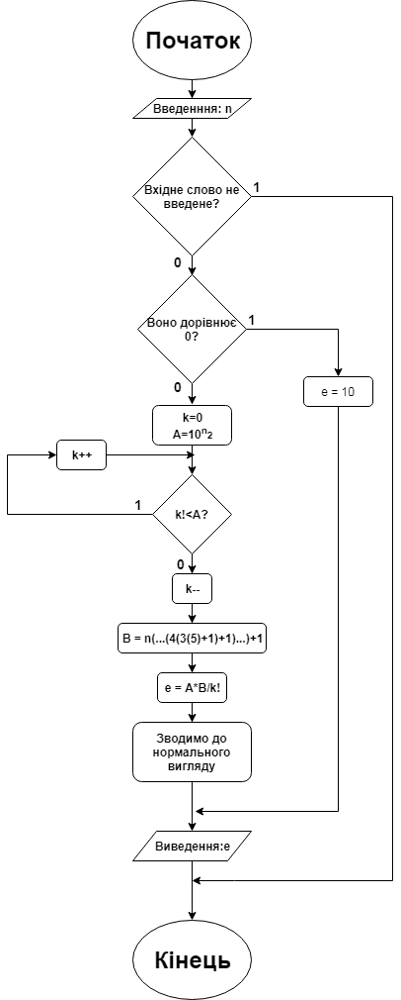 Початок
Введенння: n
Вхідне слово не
введене?
1
0
Воно дорівнює
0?
1
0
e = 10
k=0
A=10ⁿ₂
k++
k!<A?
1
0
k--
B = n(...(4(3(5)+1)+1)...)+1
e = A*B/k!
Зводимо до
нормального
вигляду
Виведення:e
Кінець